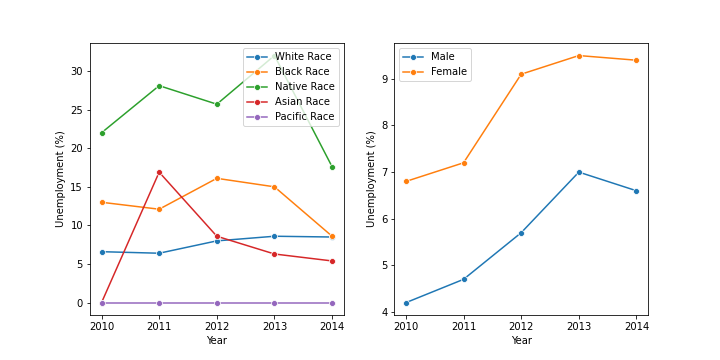 White Race
Black Race
Native Race
Asian Race
Pacific Race
Unemployment (%)
30
25
20
15
10
5
0
2010 2011 2012 2013 2014
Year
Male
Female
Unemployment (%)
9
8
7
6
5
4
2010 2011 2012 2013 2014
Year